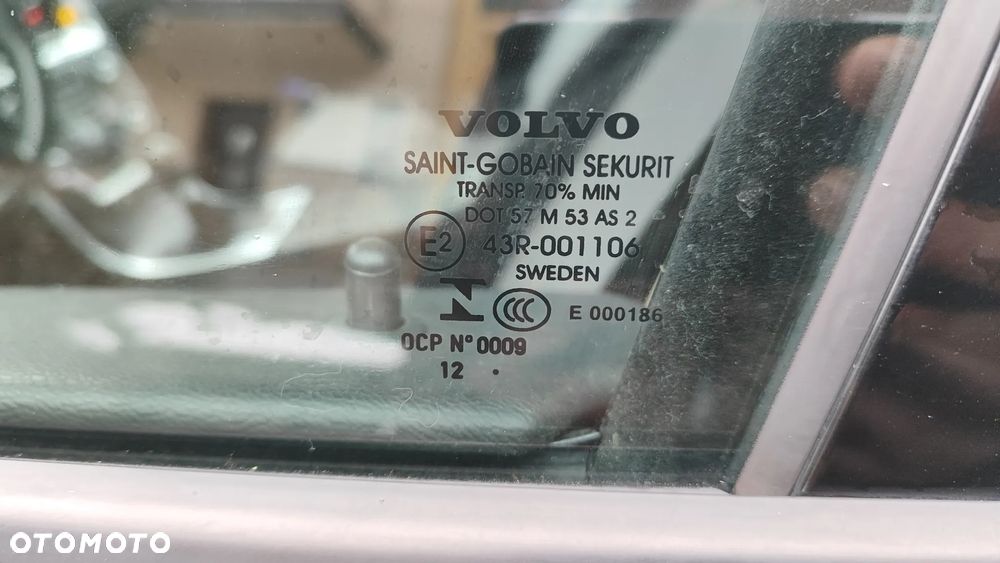 VOLVO
SAINT-GOBAIN SEKURIT
TRANSP. 70% MIN
DOT 57 M 53 AS 2
E2 43R-001106
SWEDEN
CCC E 000186
OCP N° 0009
12 .
OTOMOTO